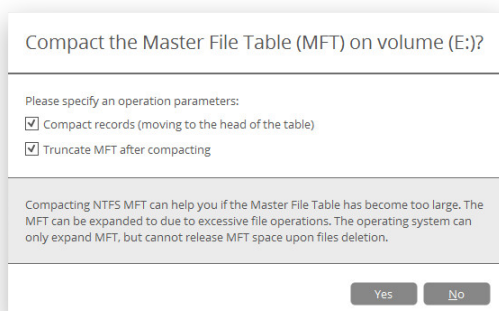 Compact the Master File Table (MFT) on volume (E:)?
Please specify an operation parameters:
Compact records (moving to the head of the table)
Truncate MFT after compacting
Compacting NTFS MFT can help you if the Master File Table has become too large. The
MFT can be expanded to due to excessive file operations. The operating system can
only expand MFT, but cannot release MFT space upon files deletion.
Yes
No